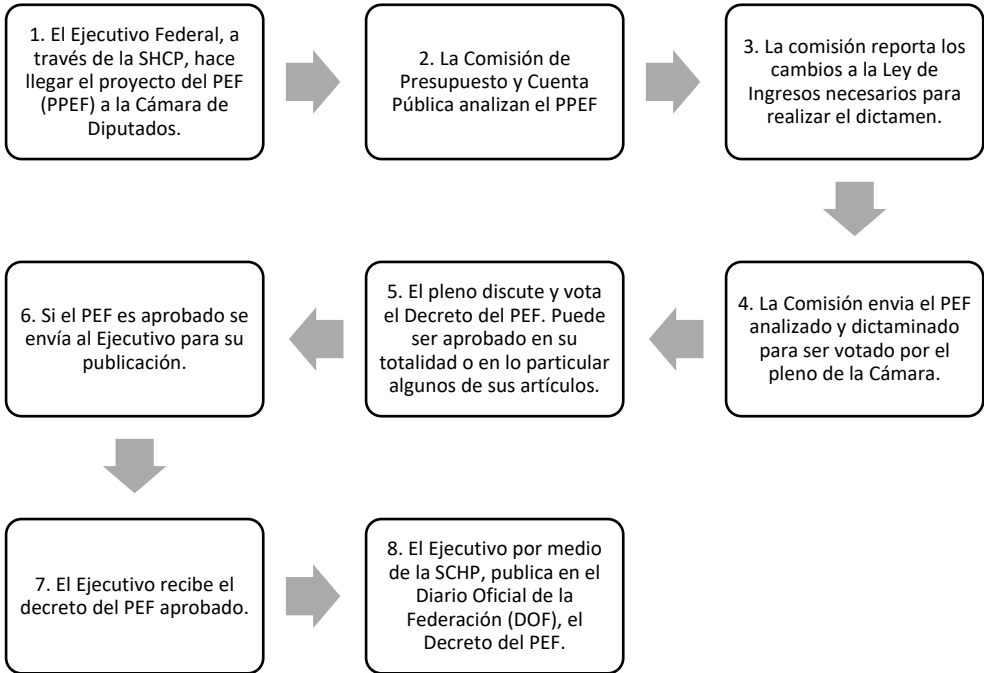 1. El Ejecutivo Federal, a
través de la SHCP, hace
llegar el proyecto del PEF
(PPEF) a la Cámara de
Diputados.
2. La Comisión de
Presupuesto y Cuenta
Pública analizan el PPEF
3. La comisión reporta los
cambios a la Ley de
Ingresos necesarios para
realizar el dictamen.
4. La Comisión envia el PEF
analizado y dictaminado
para ser votado por el
pleno de la Cámara.
5. El pleno discute y vota
el Decreto del PEF. Puede
ser aprobado en su
totalidad o en lo particular
algunos de sus artículos.
6. Si el PEF es aprobado se
envía al Ejecutivo para su
publicación.
7. El Ejecutivo recibe el
decreto del PEF aprobado.
8. El Ejecutivo por medio
de la SCHP, publica en el
Diario Oficial de la
Federación (DOF), el
Decreto del PEF.